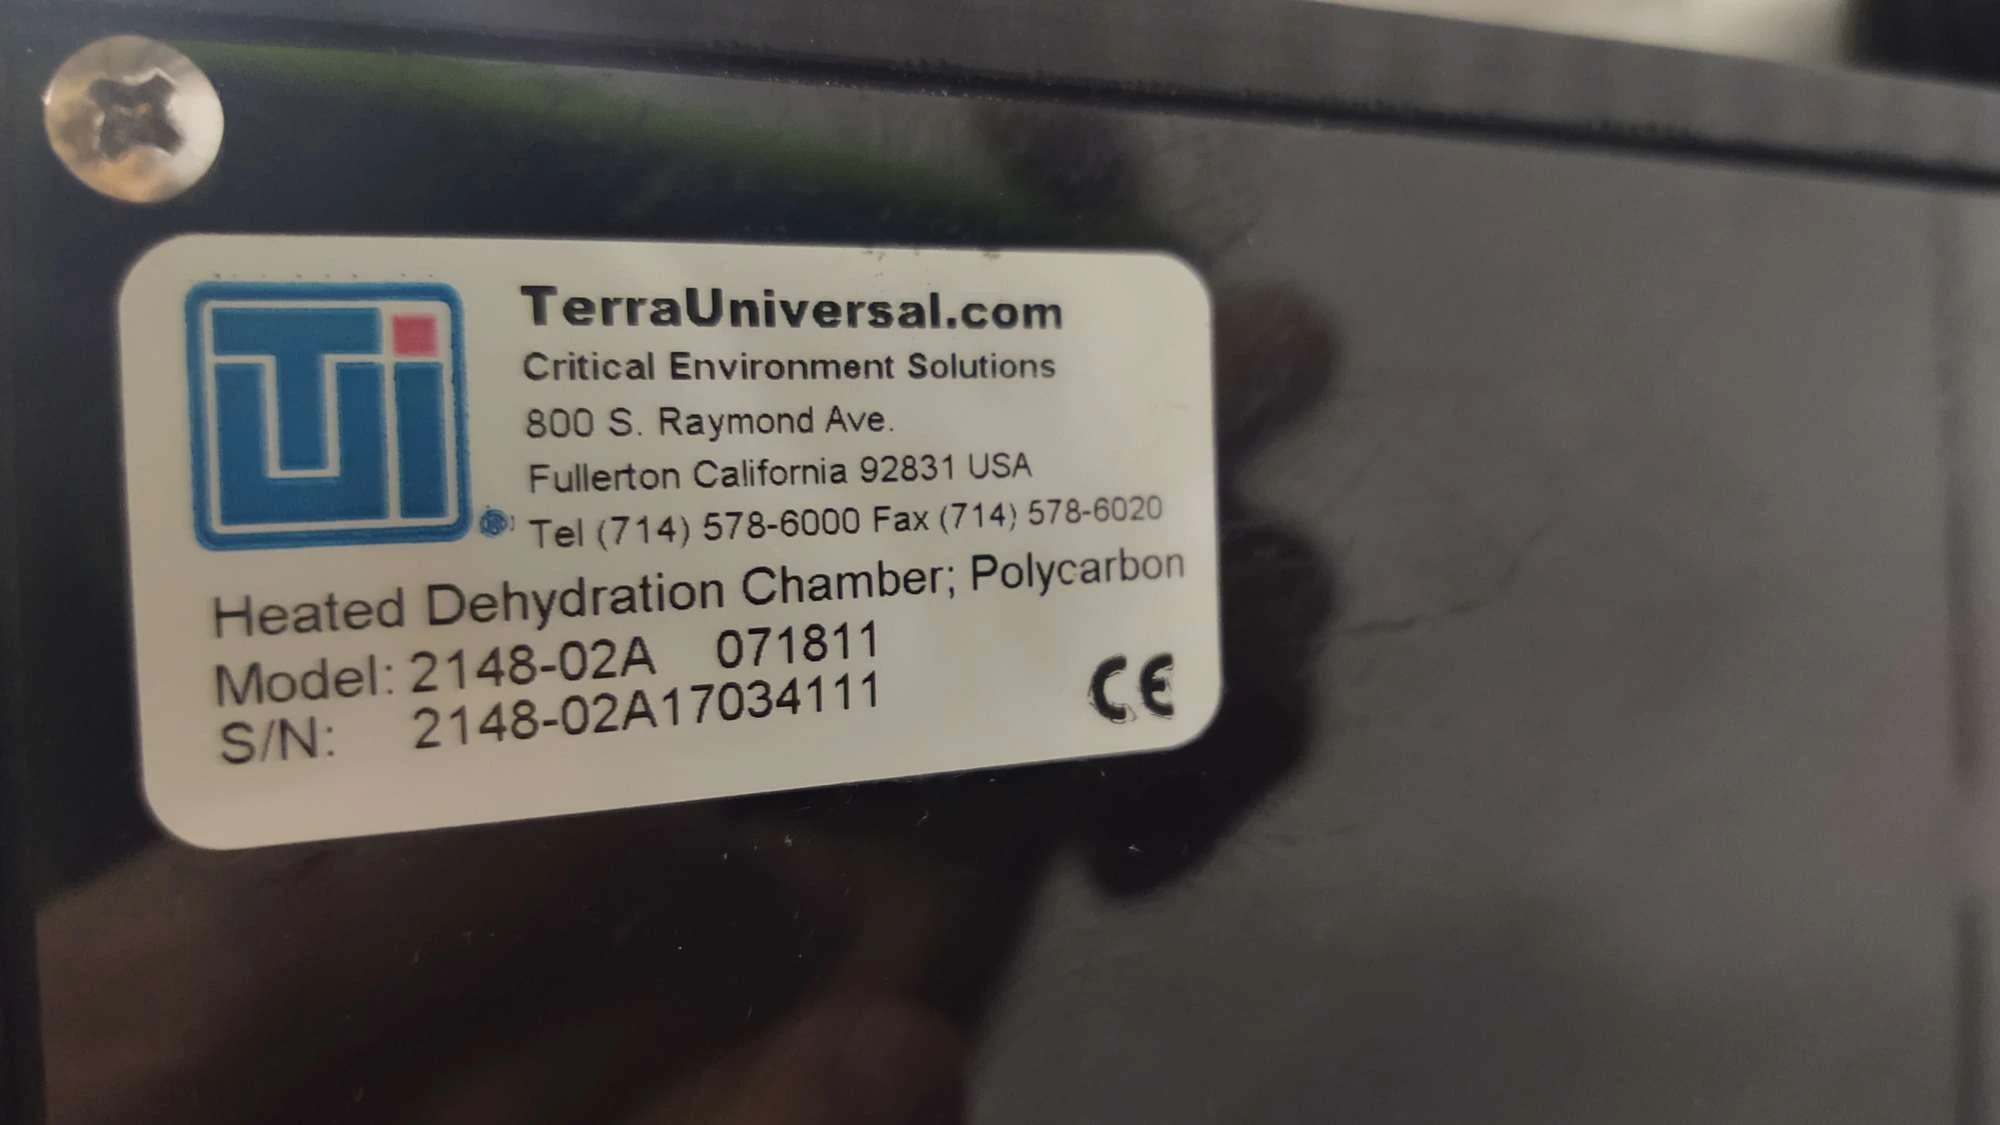 TerraUniversal.com
Critical Environment Solutions
800 S. Raymond Ave.
Fullerton California 92831 USA
Tel (714) 578-6000 Fax (714) 578-6020
Heated Dehydration Chamber; Polycarbon
Model: 2148-02A 071811
S/N: 2148-02A17034111
CE
TUi®